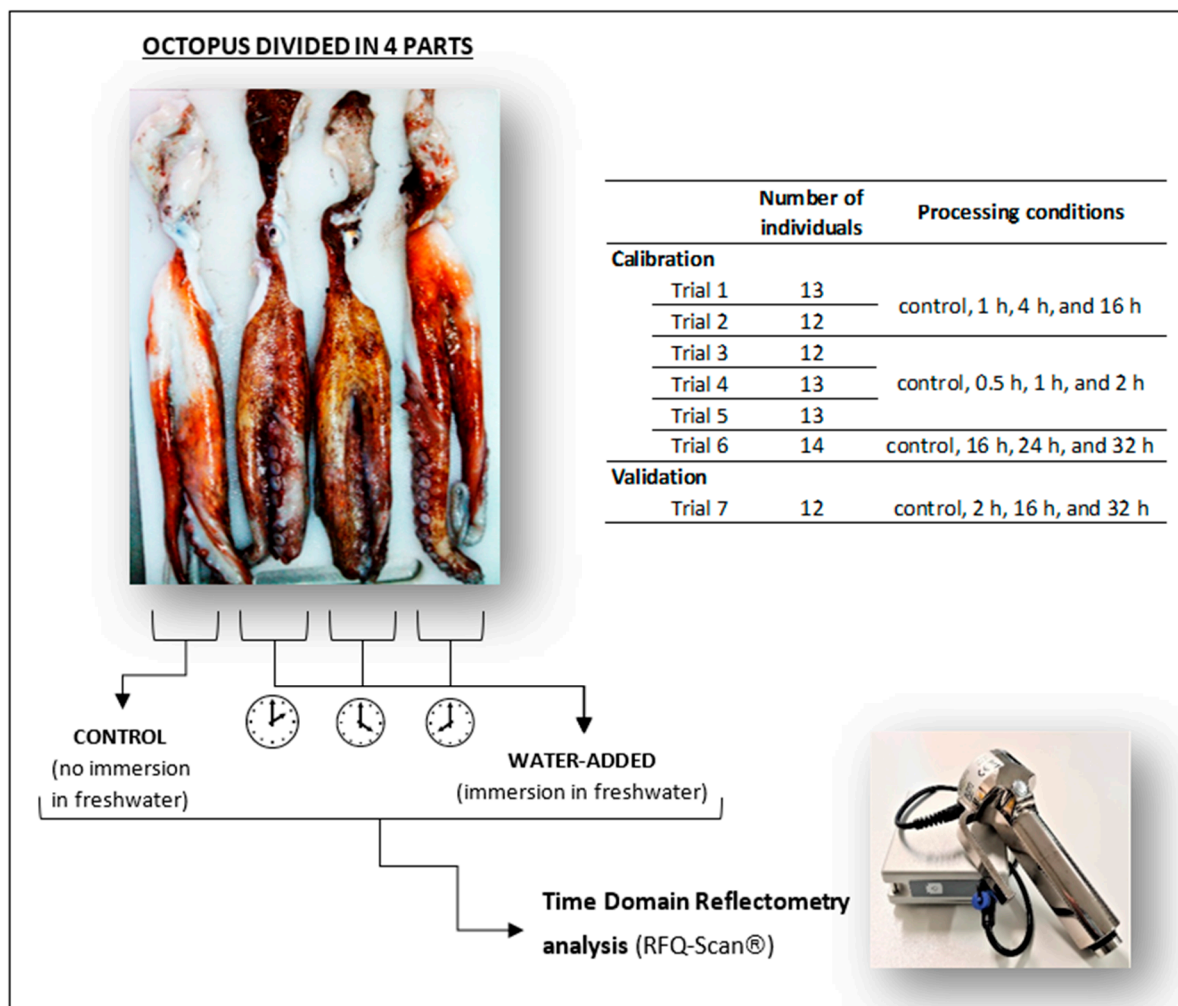 OCTOPUS DIVIDED IN 4 PARTS
Number of
individuals
Processing conditions
Calibration
Trial 1 13
control, 1 h, 4 h, and 16 h
Trial 2 12
Trial 3 12
Trial 4 13 control, 0.5 h, 1 h, and 2 h
Trial 5 13
Trial 6 14 control, 16 h, 24 h, and 32 h
Validation
Trial 7 12 control, 2 h, 16 h, and 32 h
CONTROL
(no immersion
in freshwater)
WATER-ADDED
(immersion in freshwater)
Time Domain Reflectometry
analysis (RFQ-Scan®)